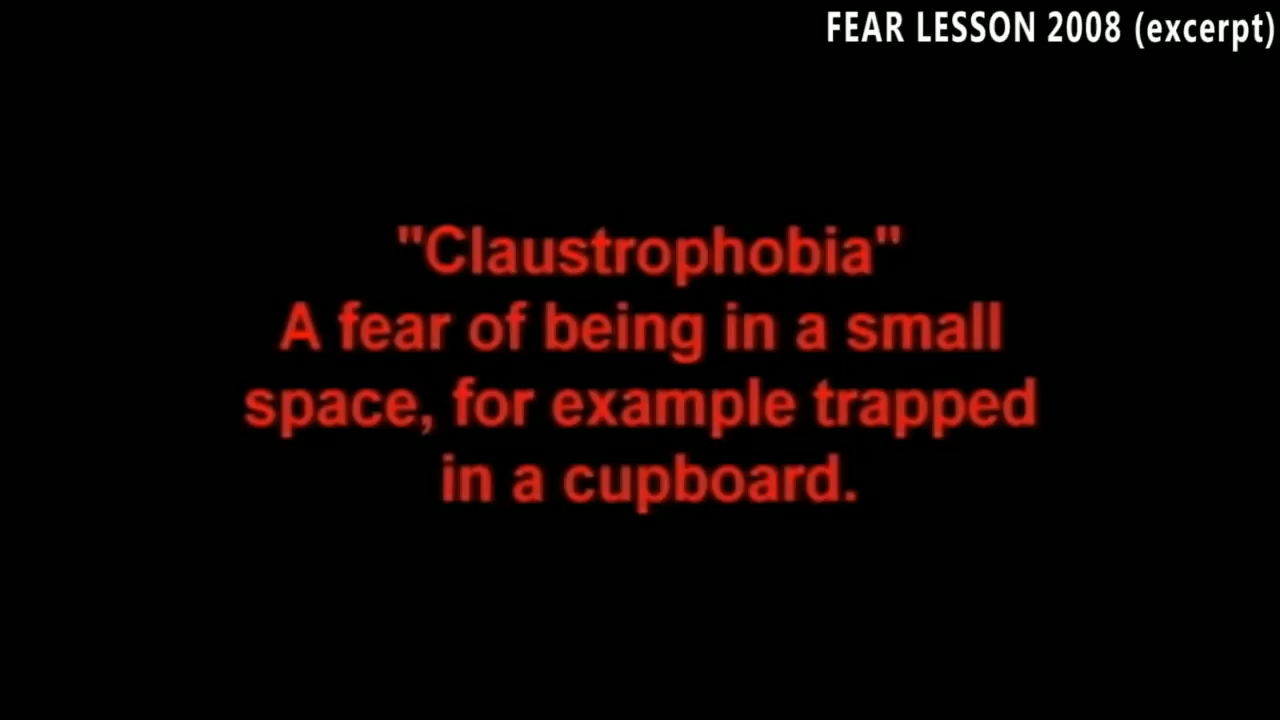 FEAR LESSON 2008 (excerpt)
"Claustrophobia"
A fear of being in a small
space, for example trapped
in a cupboard.